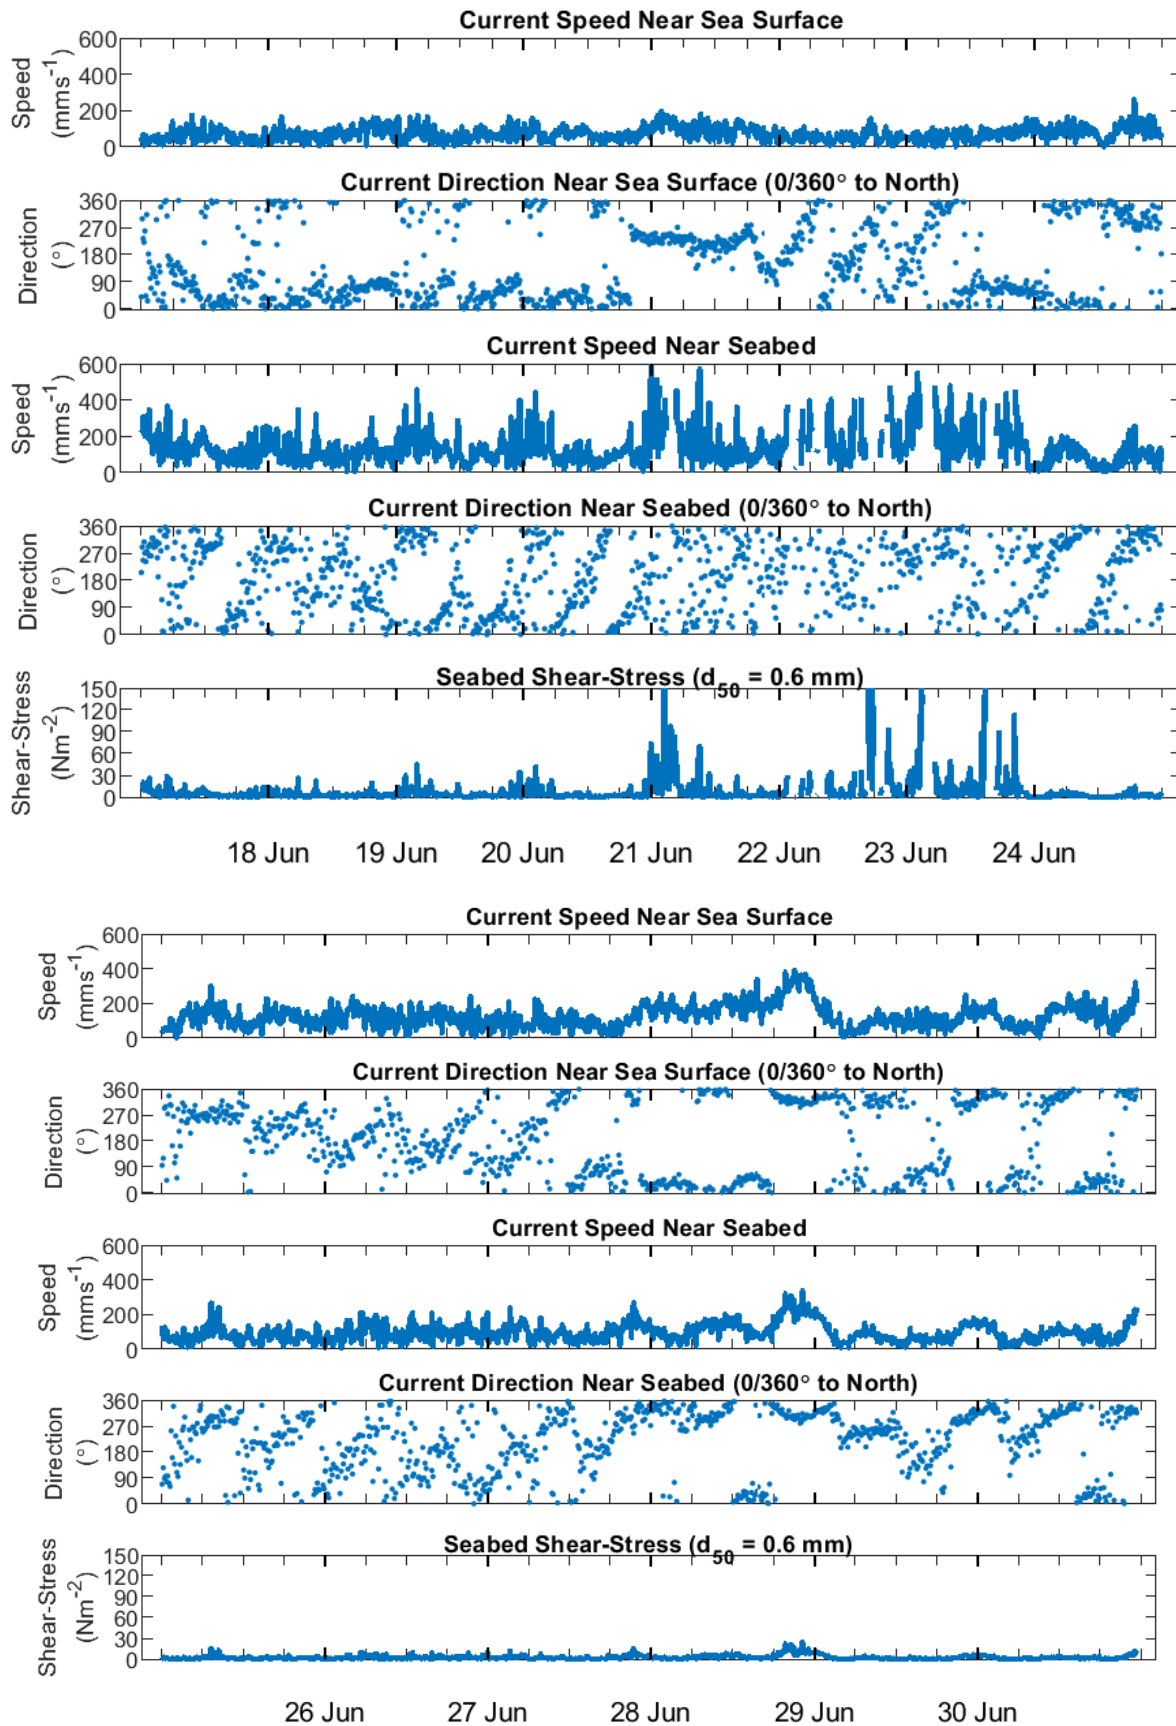 Current Speed Near Sea Surface
Speed
(mms⁻¹)
600
400
200
0
Current Direction Near Sea Surface (0/360° to North)
Direction
(°)
360
270
180
90
0
Current Speed Near Seabed
Speed
(mms⁻¹)
600
400
200
0
Current Direction Near Seabed (0/360° to North)
Direction
(°)
360
270
180
90
0
Seabed Shear-Stress (d₅₀ = 0.6 mm)
Shear-Stress
(Nm⁻²)
150
120
90
60
30
0
18 Jun 19 Jun 20 Jun 21 Jun 22 Jun 23 Jun 24 Jun
Current Speed Near Sea Surface
Speed
(mms⁻¹)
600
400
200
0
Current Direction Near Sea Surface (0/360° to North)
Direction
(°)
360
270
180
90
0
Current Speed Near Seabed
Speed
(mms⁻¹)
600
400
200
0
Current Direction Near Seabed (0/360° to North)
Direction
(°)
360
270
180
90
0
Seabed Shear-Stress (d₅₀ = 0.6 mm)
Shear-Stress
(Nm⁻²)
150
120
90
60
30
0
26 Jun 27 Jun 28 Jun 29 Jun 30 Jun